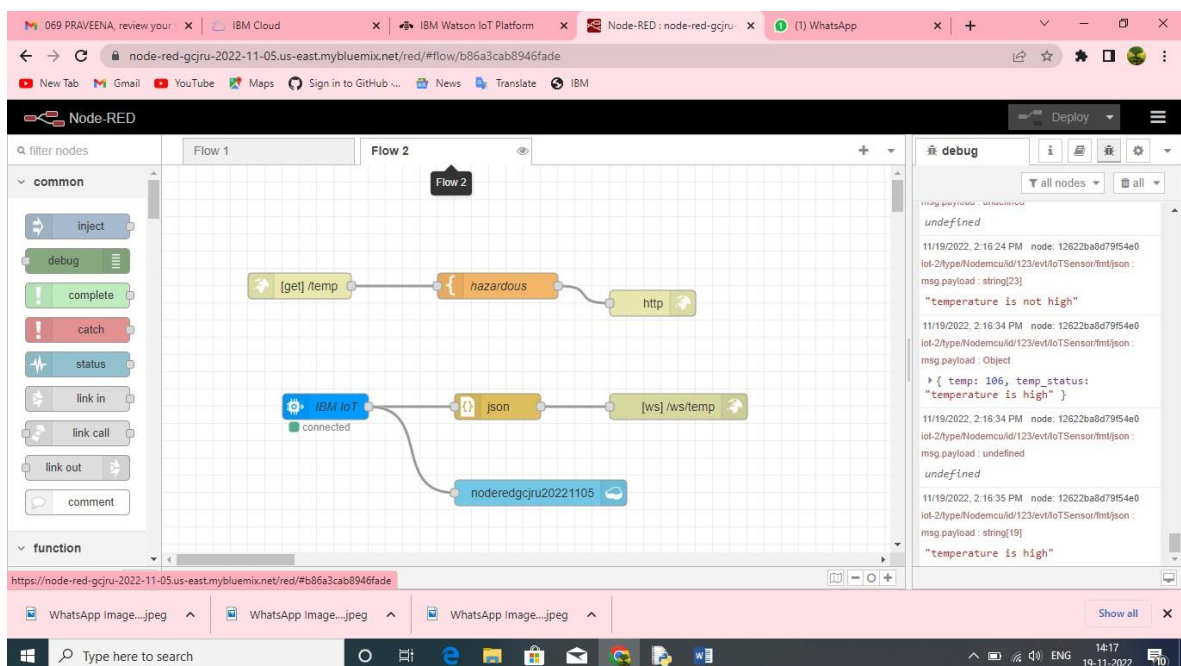 069 PRAVEENA, review your
IBM Cloud
IBM Watson IoT Platform
Node-RED : node-red-gcjru-
(1) WhatsApp
node-red-gcjru-2022-11-05.us-east.mybluemix.net/red/#flow/b86a3cab8946fade
New Tab
Gmail
YouTube
Maps
Sign in to GitHub ·...
News
Translate
IBM
Node-RED
Deploy
filter nodes
Flow 1
Flow 2
debug
Flow 2
all nodes
all
common
inject
debug
complete
catch
status
link in
link call
link out
comment
function
[get] /temp
hazardous
http
IBM IoT
connected
json
[ws] /ws/temp
noderedgcjru20221105
msg.payload : undefined
undefined
11/19/2022, 2:16:24 PM node: 12622ba8d79f54e0
iot-2/type/Nodemcu/id/123/evt/IoTSensor/fmt/json :
msg.payload : string[23]
"temperature is not high"
11/19/2022, 2:16:34 PM node: 12622ba8d79f54e0
iot-2/type/Nodemcu/id/123/evt/IoTSensor/fmt/json :
msg.payload : Object
{ temp: 106, temp_status:
"temperature is high" }
11/19/2022, 2:16:34 PM node: 12622ba8d79f54e0
iot-2/type/Nodemcu/id/123/evt/IoTSensor/fmt/json :
msg.payload : undefined
undefined
11/19/2022, 2:16:35 PM node: 12622ba8d79f54e0
iot-2/type/Nodemcu/id/123/evt/IoTSensor/fmt/json :
msg.payload : string[19]
"temperature is high"
https://node-red-gcjru-2022-11-05.us-east.mybluemix.net/red/#b86a3cab8946fade
WhatsApp Image....jpeg
WhatsApp Image....jpeg
WhatsApp Image....jpeg
Show all
Type here to search
ENG
14:17
19-11-2022
10